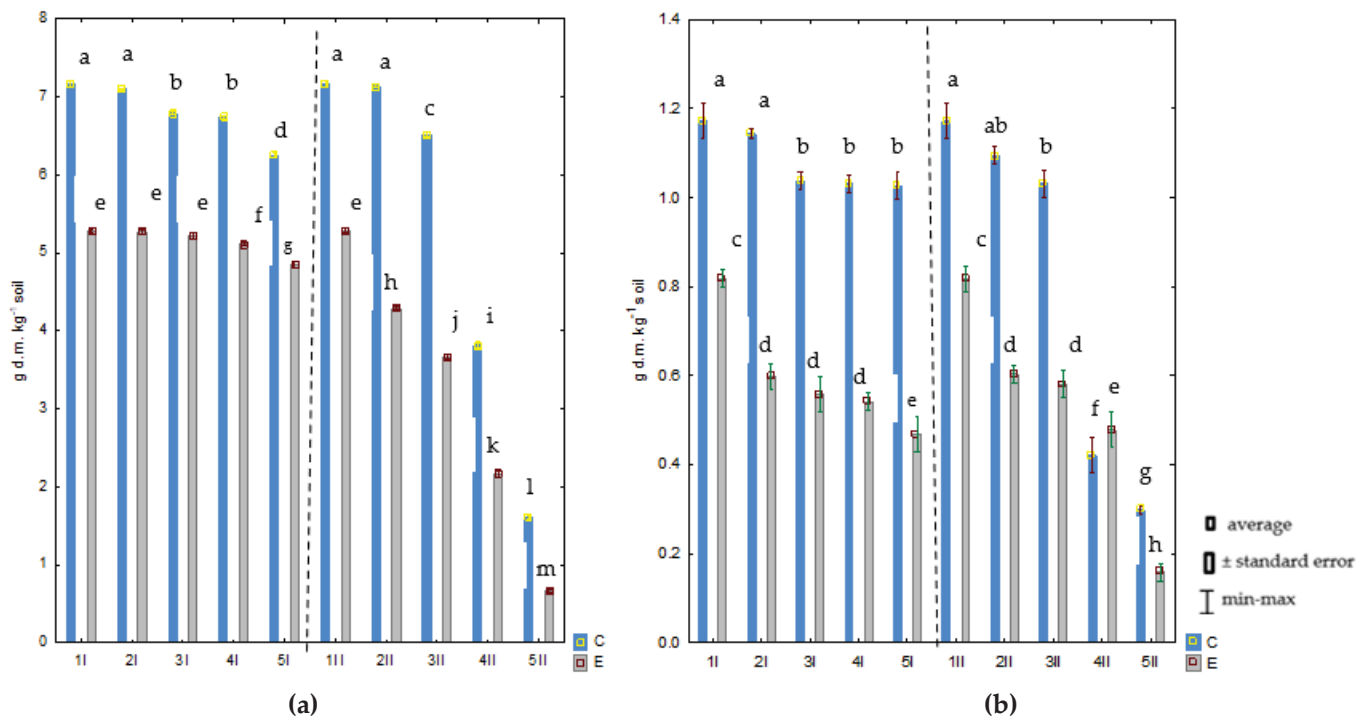 8
7
6
5
4
3
2
1
0
g d.m. kg⁻¹ soil
a a b b d a a c
e e e f g e h j i k l m
1I 2I 3I 4I 5I 1III 2II 3II 4II 5II
C
E
(a)
1.4
1.2
1.0
0.8
0.6
0.4
0.2
0.0
g d.m. kg⁻¹ soil
a a b b b a ab b
c d d d e c d d f e g h
1I 2I 3I 4I 5I 1III 2II 3II 4II 5II
average
± standard error
min-max
C
E
(b)